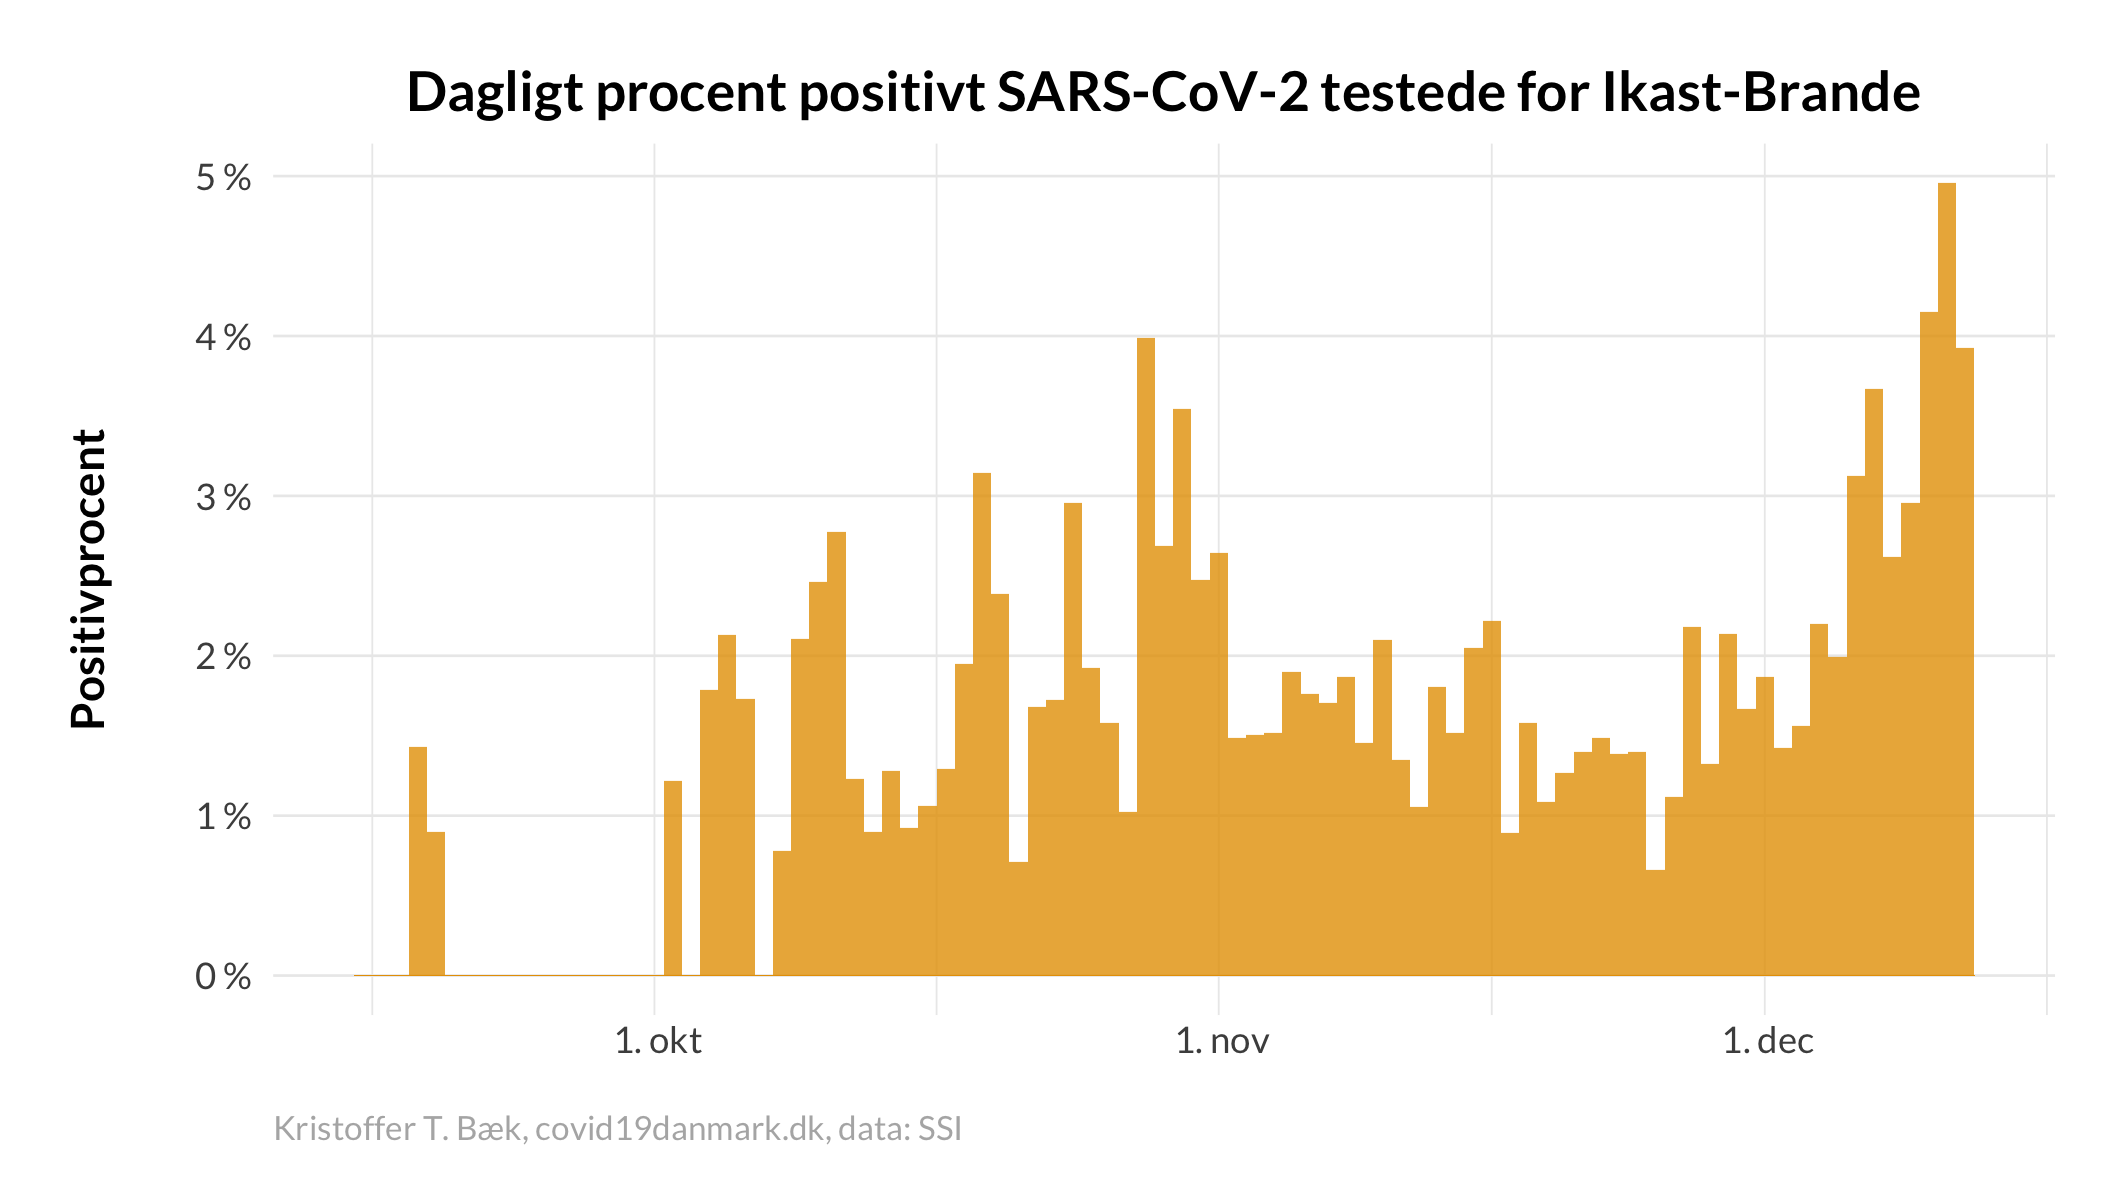 Dagligt procent positivt SARS-CoV-2 testede for Ikast-Brande
Positivprocent
5 %
4 %
3 %
2 %
1 %
0 %
1. okt
1. nov
1. dec
Kristoffer T. Bæk, covid19danmark.dk, data: SSI